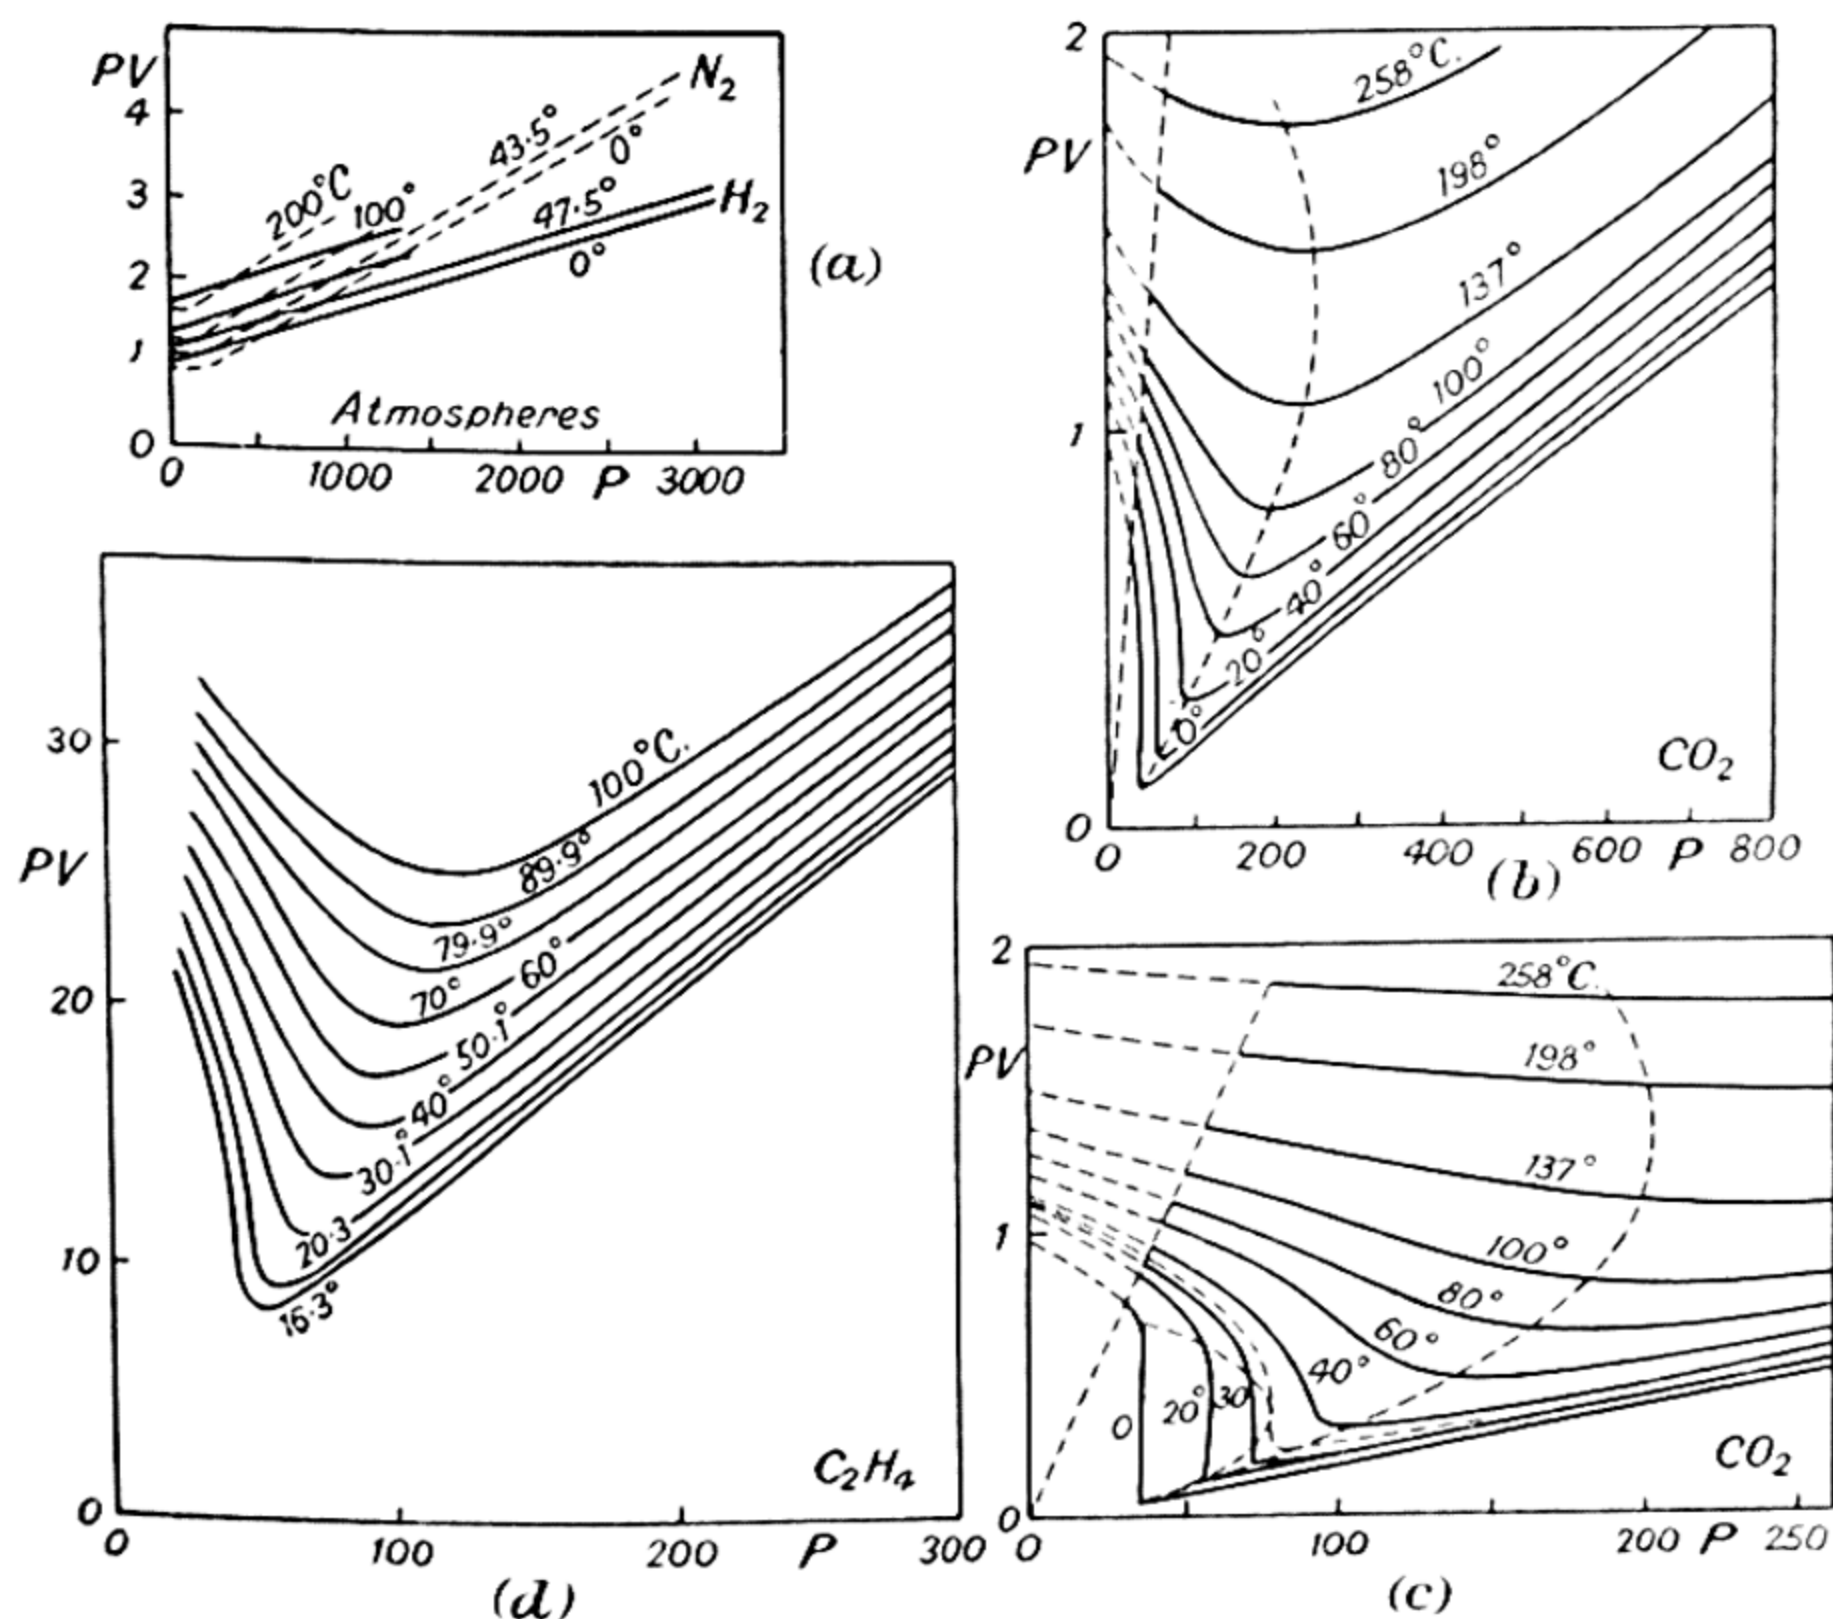 PV
4
3
2
1
0
200°C
100°
43·5°
0°
N₂
47·5°
0°
H₂
Atmospheres
0 1000 2000 P 3000
(a)
2
PV
1
0
258°C.
198°
137°
100°
80°
60°
40°
20°
0°
CO₂
0 200 400 600 P 800
(b)
30
PV
20
10
0
100°C.
89·9°
79·9°
70°
60°
50·1°
40°
30·1°
20·3
16·3°
C₂H₄
0 100 200 P 300
(d)
2
PV
1
0
258°C.
198°
137°
100°
80°
60°
40°
30
20°
0
CO₂
0 100 200 P 250
(c)